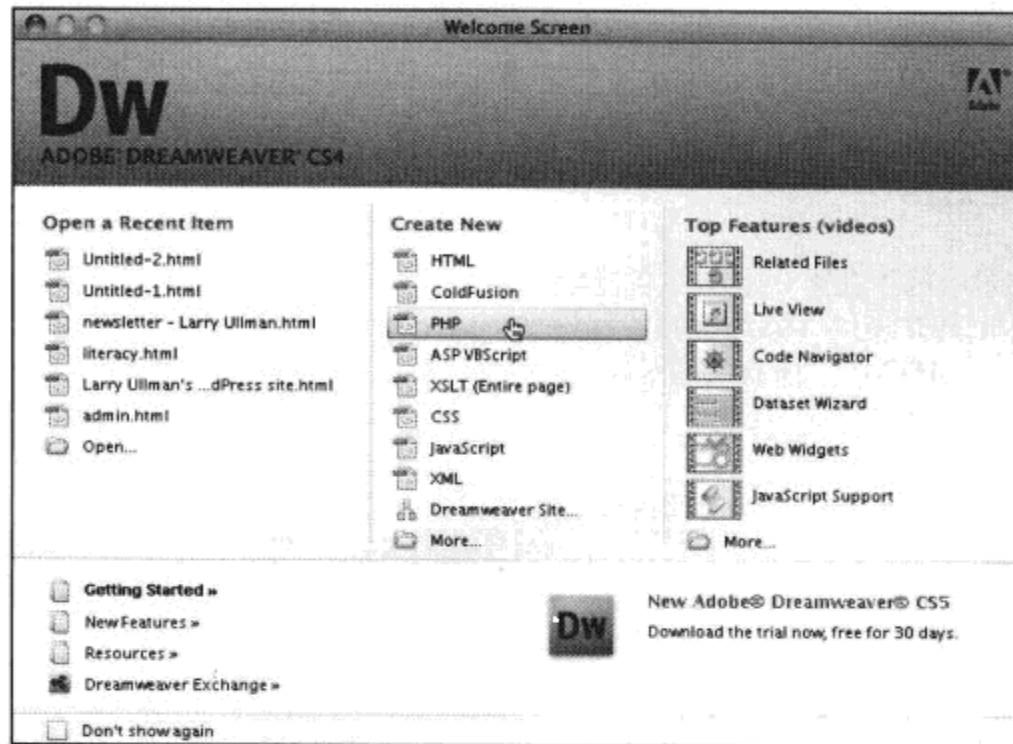 Welcome Screen
Dw
Adobe
ADOBE® DREAMWEAVER® CS4
Open a Recent Item
Untitled-2.html
Untitled-1.html
newsletter - Larry Ullman.html
literacy.html
Larry Ullman's ...dPress site.html
admin.html
Open...
Create New
HTML
ColdFusion
PHP
ASP VBScript
XSLT (Entire page)
CSS
JavaScript
XML
Dreamweaver Site...
More...
Top Features (videos)
Related Files
Live View
Code Navigator
Dataset Wizard
Web Widgets
JavaScript Support
More...
Getting Started »
New Features »
Resources »
Dreamweaver Exchange »
Dw
New Adobe® Dreamweaver® CS5
Download the trial now, free for 30 days.
Don't show again